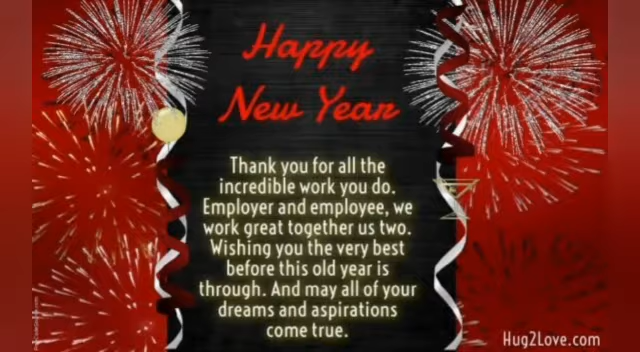 Happy
New Year
Thank you for all the
incredible work you do.
Employer and employee, we
work great together us two.
Wishing you the very best
before this old year is
through. And may all of your
dreams and aspirations
come true.
Hug2Love.com